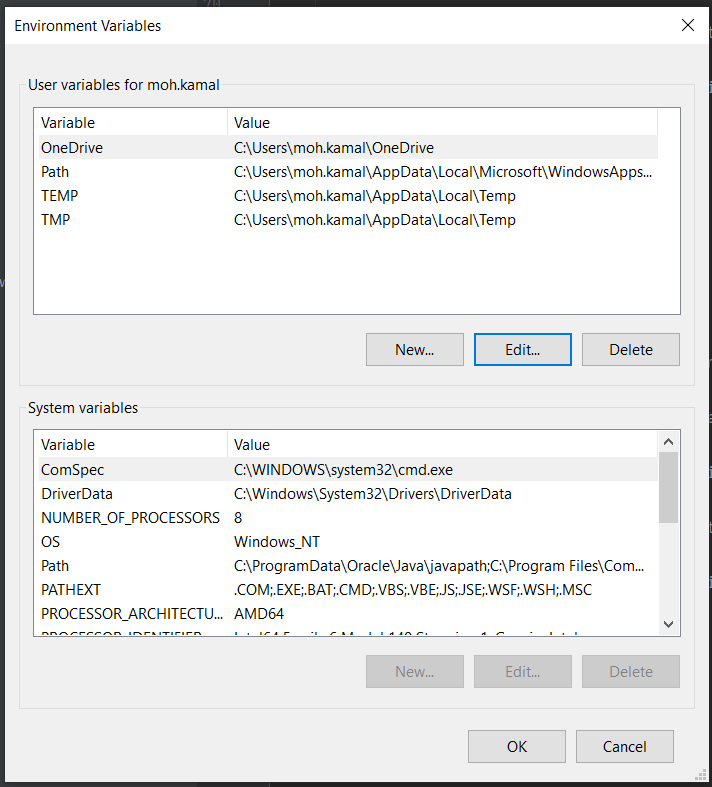 Environment Variables
User variables for moh.kamal
Variable Value
OneDrive C:\Users\moh.kamal\OneDrive
Path C:\Users\moh.kamal\AppData\Local\Microsoft\WindowsApps...
TEMP C:\Users\moh.kamal\AppData\Local\Temp
TMP C:\Users\moh.kamal\AppData\Local\Temp
New... Edit... Delete
System variables
Variable Value
ComSpec C:\WINDOWS\system32\cmd.exe
DriverData C:\Windows\System32\Drivers\DriverData
NUMBER_OF_PROCESSORS 8
OS Windows_NT
Path C:\ProgramData\Oracle\Java\javapath;C:\Program Files\Com...
PATHEXT .COM;.EXE;.BAT;.CMD;.VBS;.VBE;.JS;.JSE;.WSF;.WSH;.MSC
PROCESSOR_ARCHITECTU... AMD64
New... Edit... Delete
OK Cancel